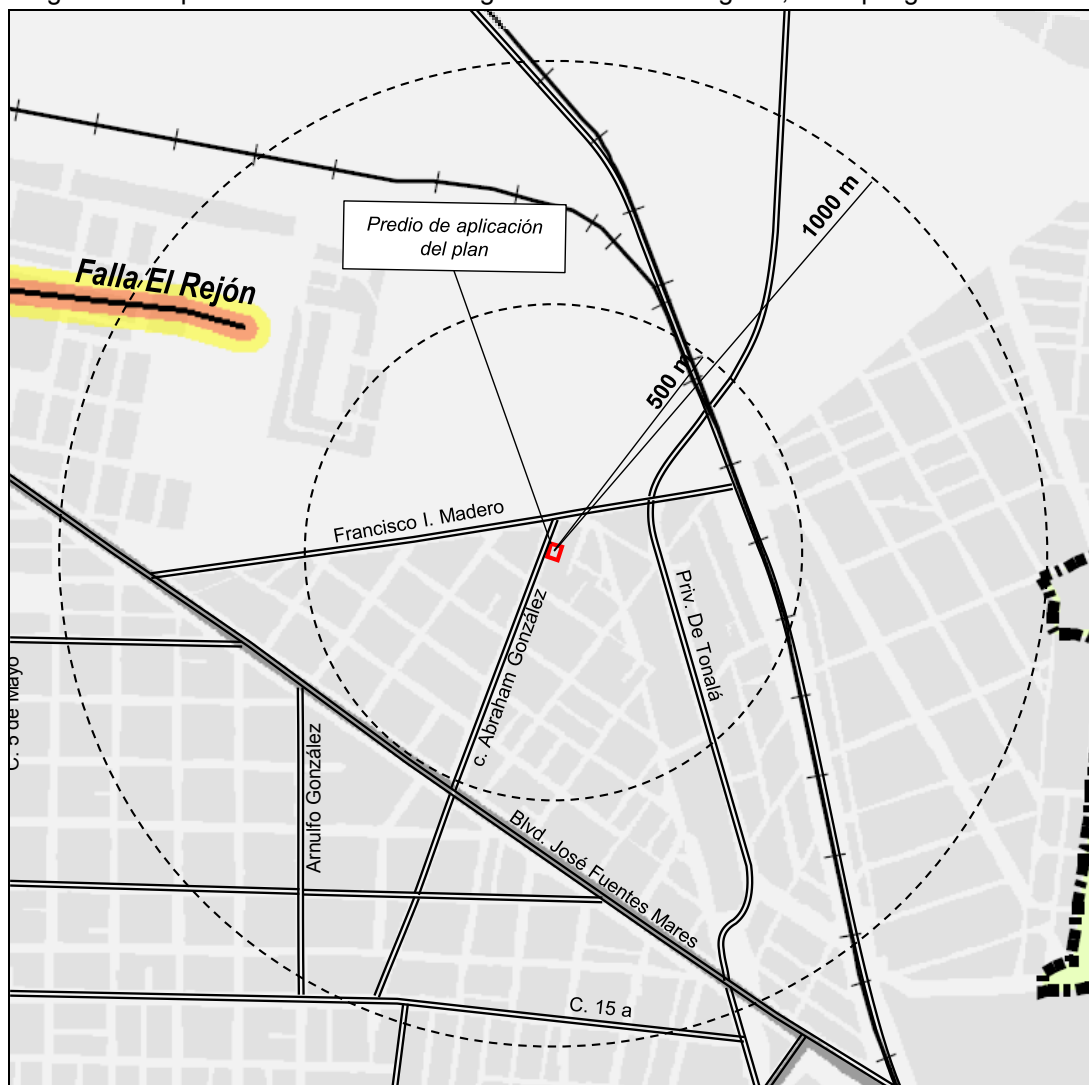 1000 m
Predio de aplicación
del plan
Falla El Rejón
500 m
Francisco I. Madero
Priv. De Tonalá
c. Abraham González
C. 5 de Mayo
Arnulfo González
Blvd. José Fuentes Mares
C. 15 a